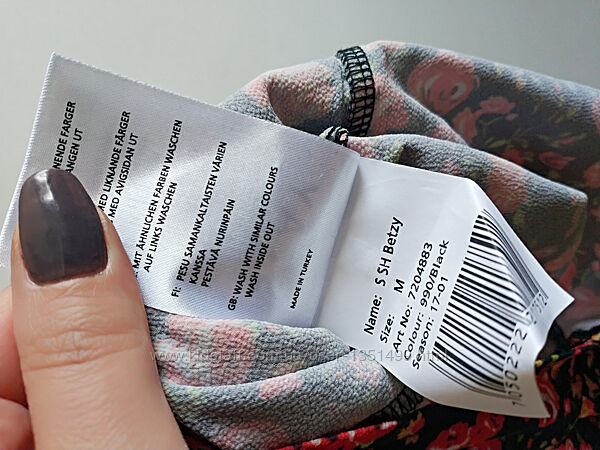 NENDE FARGER
ANGEN UT
MED LIKNANDE FÄRGER
MED AVIGSIDAN UT
MIT ÄHNLICHEN FARBEN WASCHEN
AUF LINKS WASCHEN
FI: PESU SAMANKALTAISTEN VÄRIEN
KANSSA
PESTÄVÄ NURINPÄIN
GB: WASH WITH SIMILAR COLOURS
WASH INSIDE OUT
MADE IN TURKEY
Name: S SH Betzy
Size: M
Art No: 7204883
Colour: 990/Black
Season: 17-01